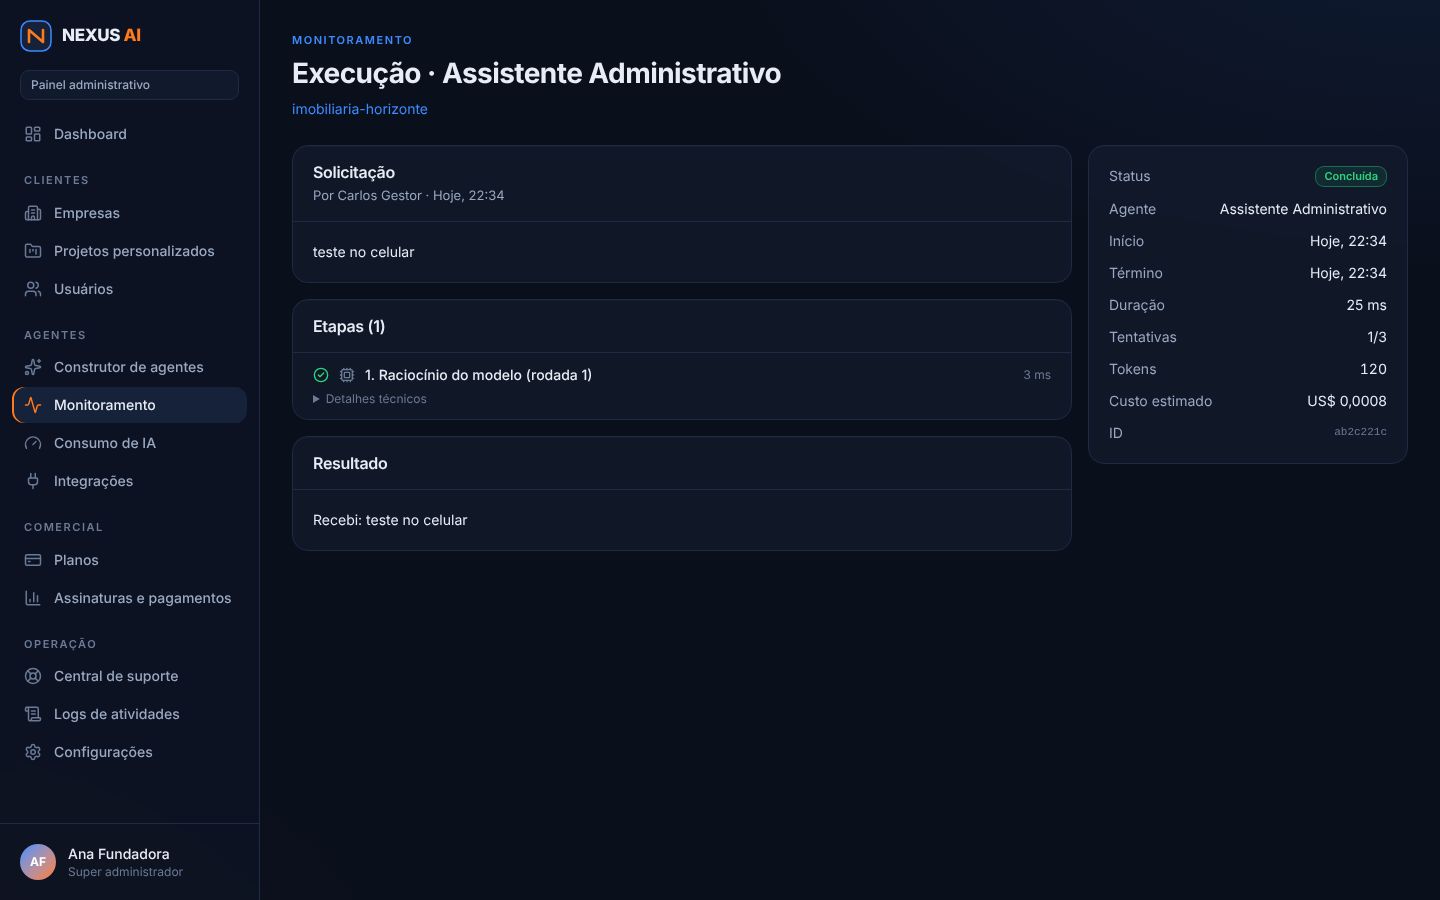 NEXUS AI
Painel administrativo
Dashboard
CLIENTES
Empresas
Projetos personalizados
Usuários
AGENTES
Construtor de agentes
Monitoramento
Consumo de IA
Integrações
COMERCIAL
Planos
Assinaturas e pagamentos
OPERAÇÃO
Central de suporte
Logs de atividades
Configurações
AF
Ana Fundadora
Super administrador
MONITORAMENTO
Execução · Assistente Administrativo
imobiliaria-horizonte
Solicitação
Por Carlos Gestor · Hoje, 22:34
teste no celular
Etapas (1)
1. Raciocínio do modelo (rodada 1) 3 ms
Detalhes técnicos
Resultado
Recebi: teste no celular
Status Concluída
Agente Assistente Administrativo
Início Hoje, 22:34
Término Hoje, 22:34
Duração 25 ms
Tentativas 1/3
Tokens 120
Custo estimado US$ 0,0008
ID ab2c221c